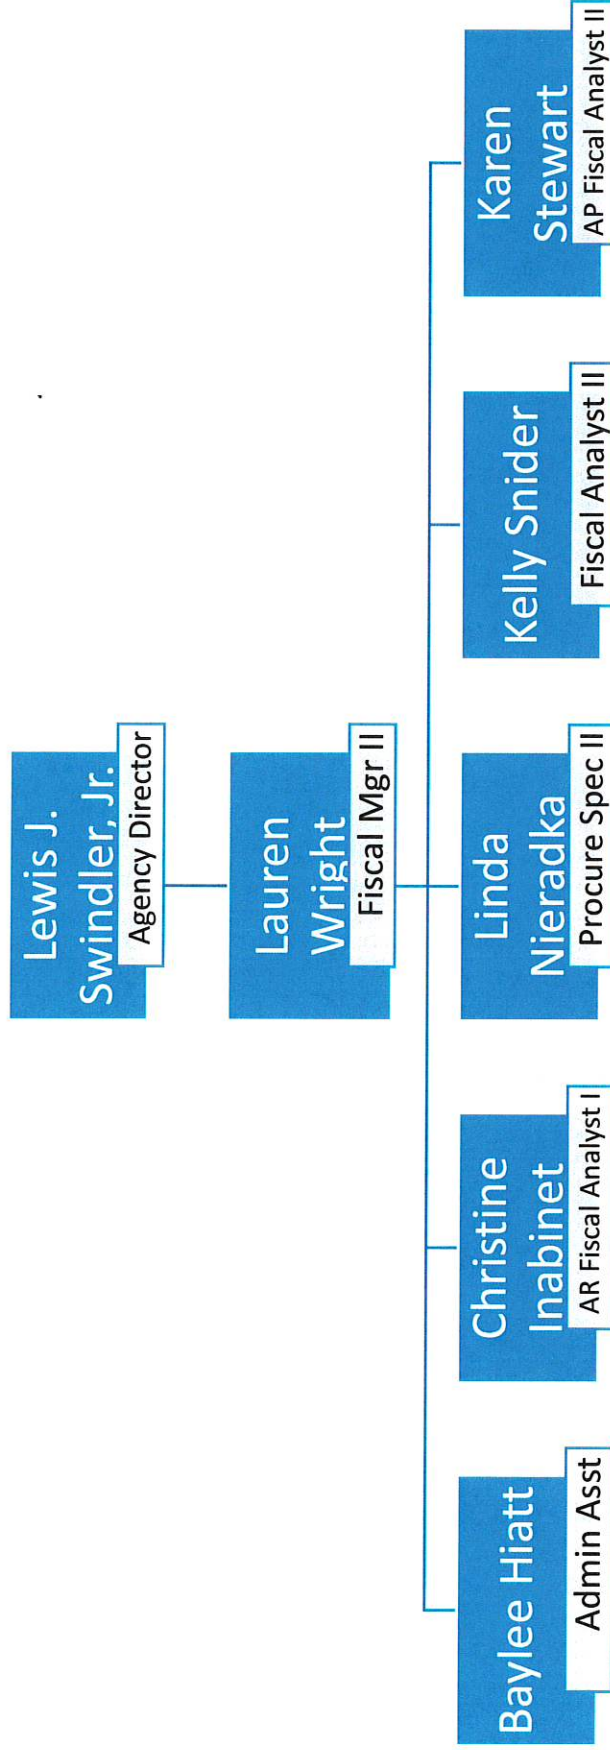 Lewis J.
Swindler, Jr.
Agency Director
Lauren
Wright
Fiscal Mgr II
Baylee Hiatt
Admin Asst
Christine
Inabinet
AR Fiscal Analyst I
Linda
Nieradka
Procure Spec II
Kelly Snider
Fiscal Analyst II
Karen
Stewart
AP Fiscal Analyst II